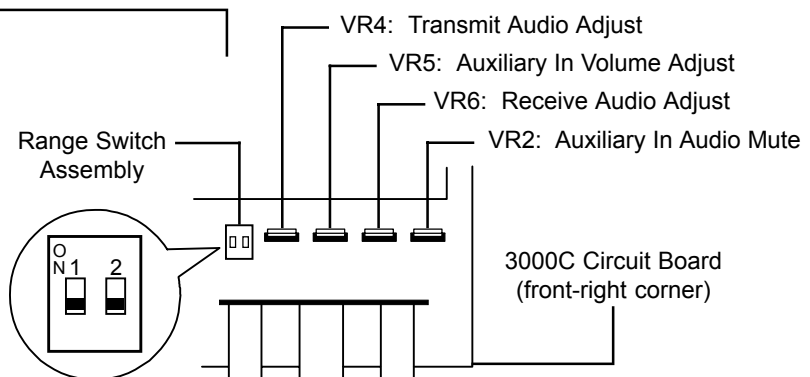 VR4: Transmit Audio Adjust
VR5: Auxiliary In Volume Adjust
VR6: Receive Audio Adjust
VR2: Auxiliary In Audio Mute
Range Switch
Assembly
ON
1 2
3000C Circuit Board
(front-right corner)